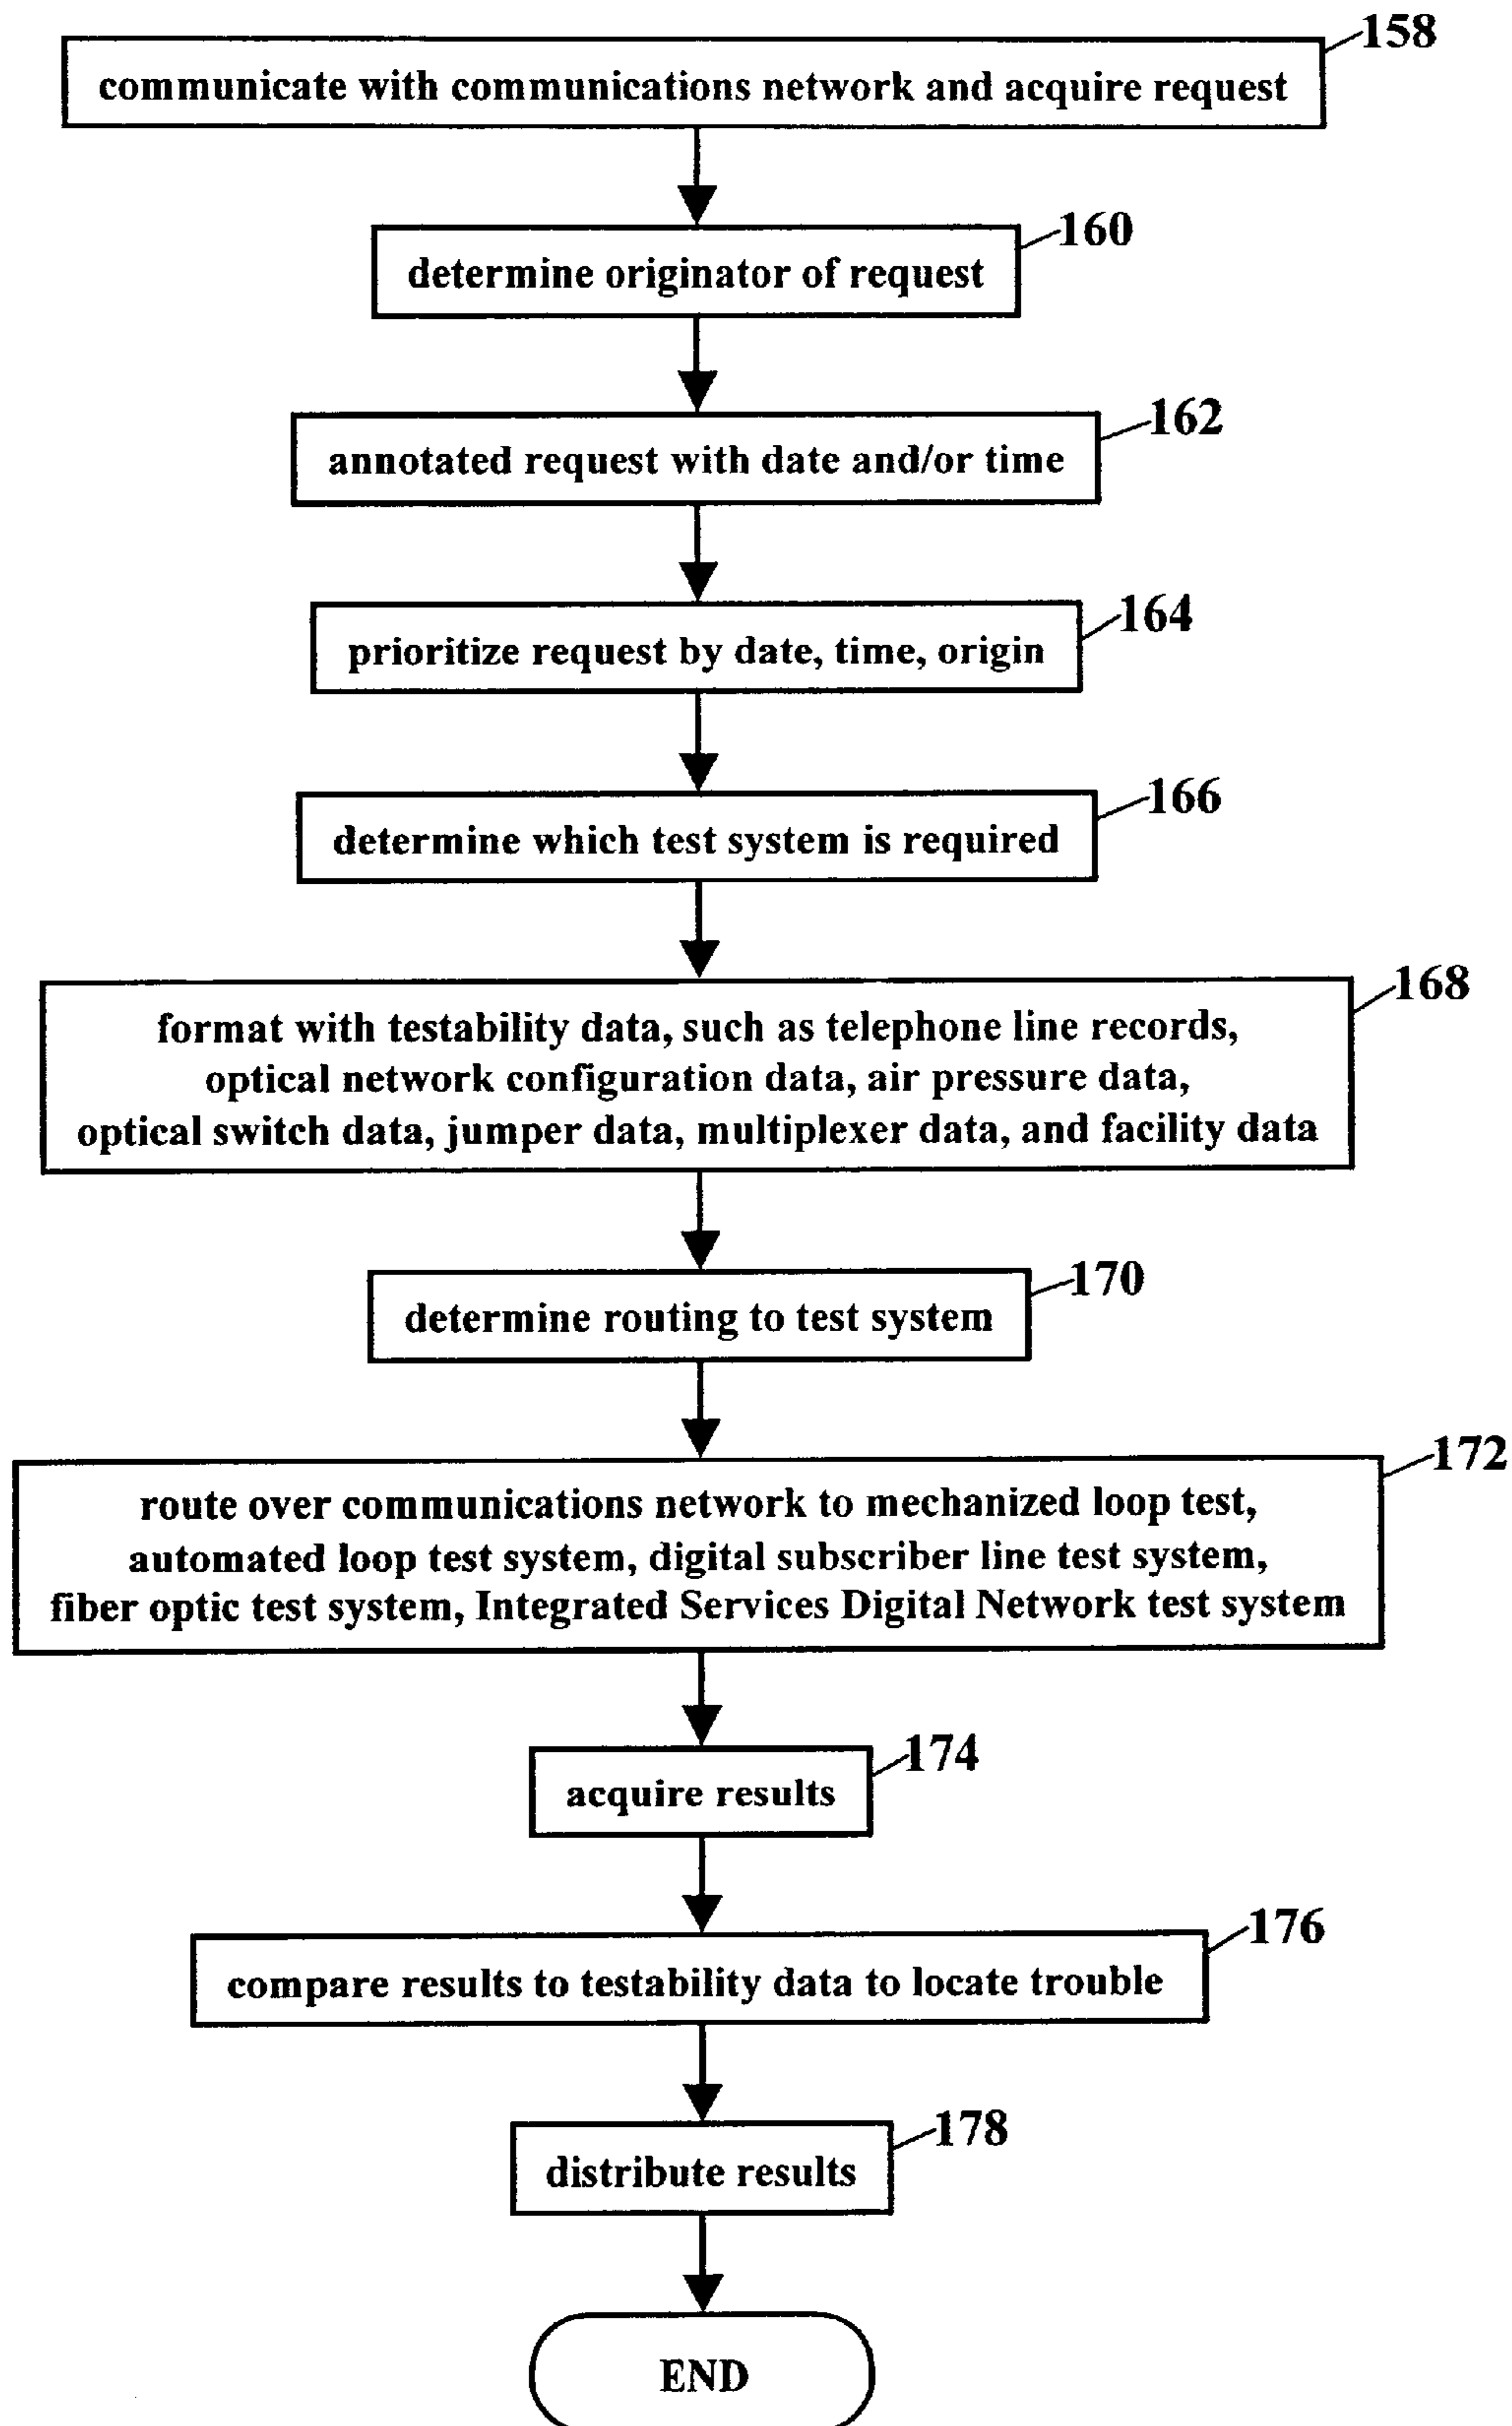 158
communicate with communications network and acquire request
160
determine originator of request
162
annotated request with date and/or time
164
prioritize request by date, time, origin
166
determine which test system is required
168
format with testability data, such as telephone line records,
optical network configuration data, air pressure data,
optical switch data, jumper data, multiplexer data, and facility data
170
determine routing to test system
172
route over communications network to mechanized loop test,
automated loop test system, digital subscriber line test system,
fiber optic test system, Integrated Services Digital Network test system
174
acquire results
176
compare results to testability data to locate trouble
178
distribute results
END